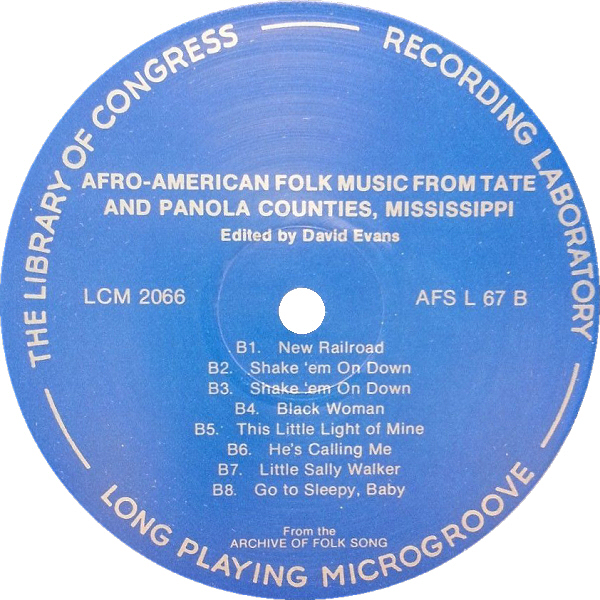 THE LIBRARY OF CONGRESS — RECORDING LABORATORY
AFRO-AMERICAN FOLK MUSIC FROM TATE
AND PANOLA COUNTIES, MISSISSIPPI
Edited by David Evans
LCM 2066
AFS L 67 B
B1. New Railroad
B2. Shake 'em On Down
B3. Shake 'em On Down
B4. Black Woman
B5. This Little Light of Mine
B6. He's Calling Me
B7. Little Sally Walker
B8. Go to Sleepy, Baby
From the
ARCHIVE OF FOLK SONG
LONG PLAYING MICROGROOVE